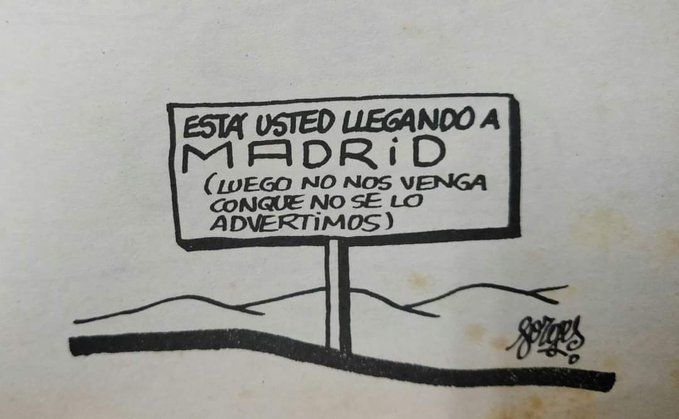 ESTÁ USTED LLEGANDO A
MADRiD
(LUEGO NO NOS VENGA
CONQUE NO SE LO
ADVERTiMOS)
Forges